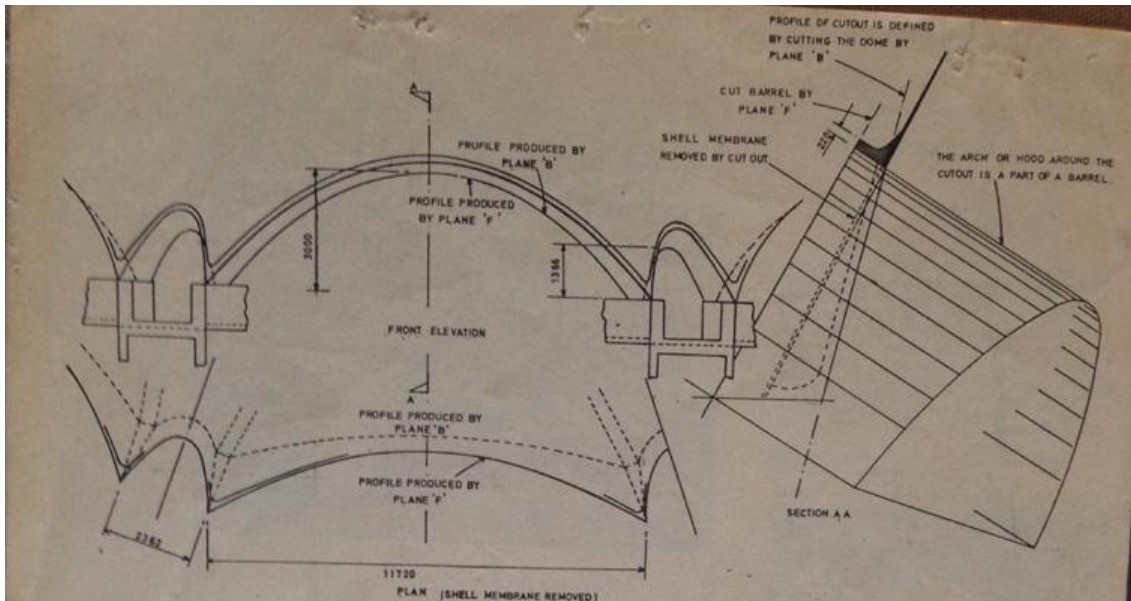 PROFILE OF CUTOUT IS DEFINED
BY CUTTING THE DOME BY
PLANE 'B'
CUT BARREL BY
PLANE 'F'
SHELL MEMBRANE
REMOVED BY CUT OUT
THE ARCH OR HOOD AROUND THE
CUTOUT IS A PART OF A BARREL.
A
PROFILE PRODUCED BY
PLANE 'B'
PROFILE PRODUCED
BY PLANE 'F'
3000
1366
FRONT ELEVATION
A
PROFILE PRODUCED BY
PLANE 'B'
PROFILE PRODUCED BY
PLANE 'F'
SECTION A A
2362
11720
PLAN (SHELL MEMBRANE REMOVED)